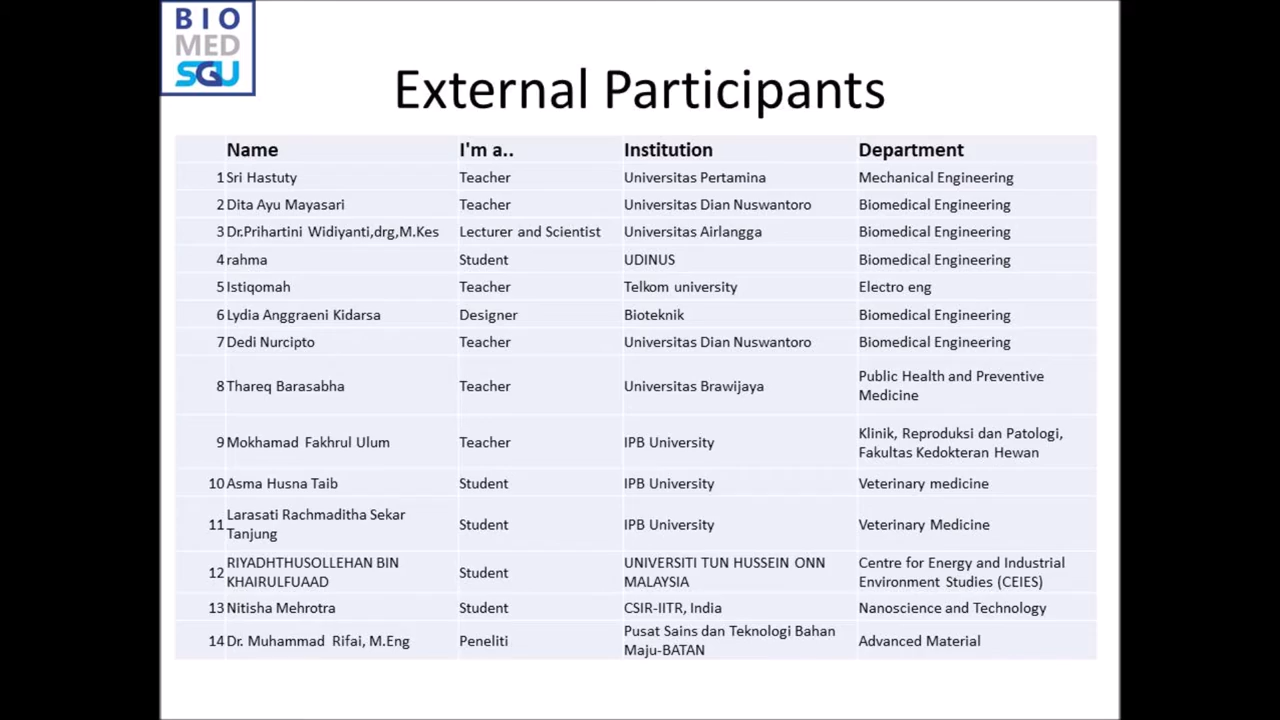 BIO
MED
SGU
External Participants
Name I'm a.. Institution Department
1 Sri Hastuty Teacher Universitas Pertamina Mechanical Engineering
2 Dita Ayu Mayasari Teacher Universitas Dian Nuswantoro Biomedical Engineering
3 Dr.Prihartini Widiyanti,drg,M.Kes Lecturer and Scientist Universitas Airlangga Biomedical Engineering
4 rahma Student UDINUS Biomedical Engineering
5 Istiqomah Teacher Telkom university Electro eng
6 Lydia Anggraeni Kidarsa Designer Bioteknik Biomedical Engineering
7 Dedi Nurcipto Teacher Universitas Dian Nuswantoro Biomedical Engineering
8 Thareq Barasabha Teacher Universitas Brawijaya Public Health and Preventive
Medicine
9 Mokhamad Fakhrul Ulum Teacher IPB University Klinik, Reproduksi dan Patologi,
Fakultas Kedokteran Hewan
10 Asma Husna Taib Student IPB University Veterinary medicine
11 Larasati Rachmaditha Sekar
Tanjung Student IPB University Veterinary Medicine
12 RIYADHTHUSOLLEHAN BIN
KHAIRULFUAAD Student UNIVERSITI TUN HUSSEIN ONN
MALAYSIA Centre for Energy and Industrial
Environment Studies (CEIES)
13 Nitisha Mehrotra Student CSIR-IITR, India Nanoscience and Technology
14 Dr. Muhammad Rifai, M.Eng Peneliti Pusat Sains dan Teknologi Bahan
Maju-BATAN Advanced Material